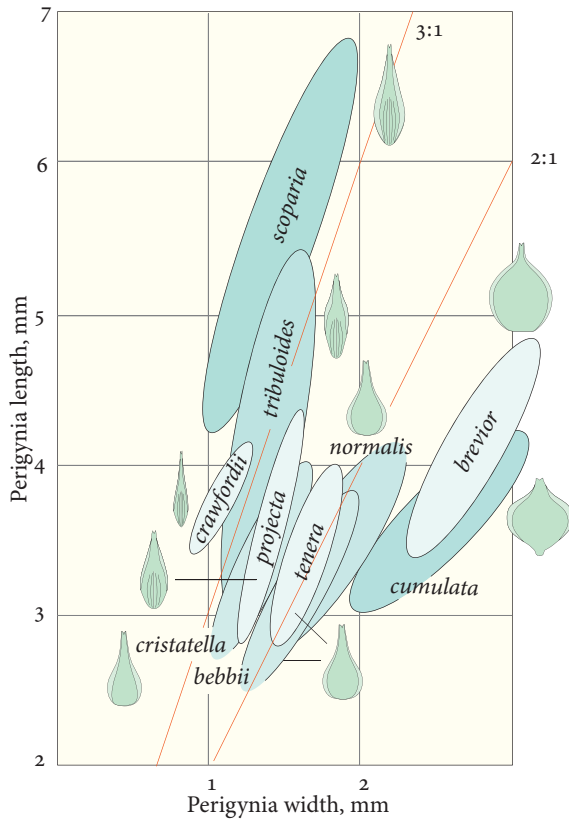 7
3:1
6
2:1
scoparia
5
tribuloides
normalis
brevior
4
crawfordii
projecta
tenera
cumulata
3
cristatella
bebbii
2
1
2
Perigynia width, mm
Perigynia length, mm